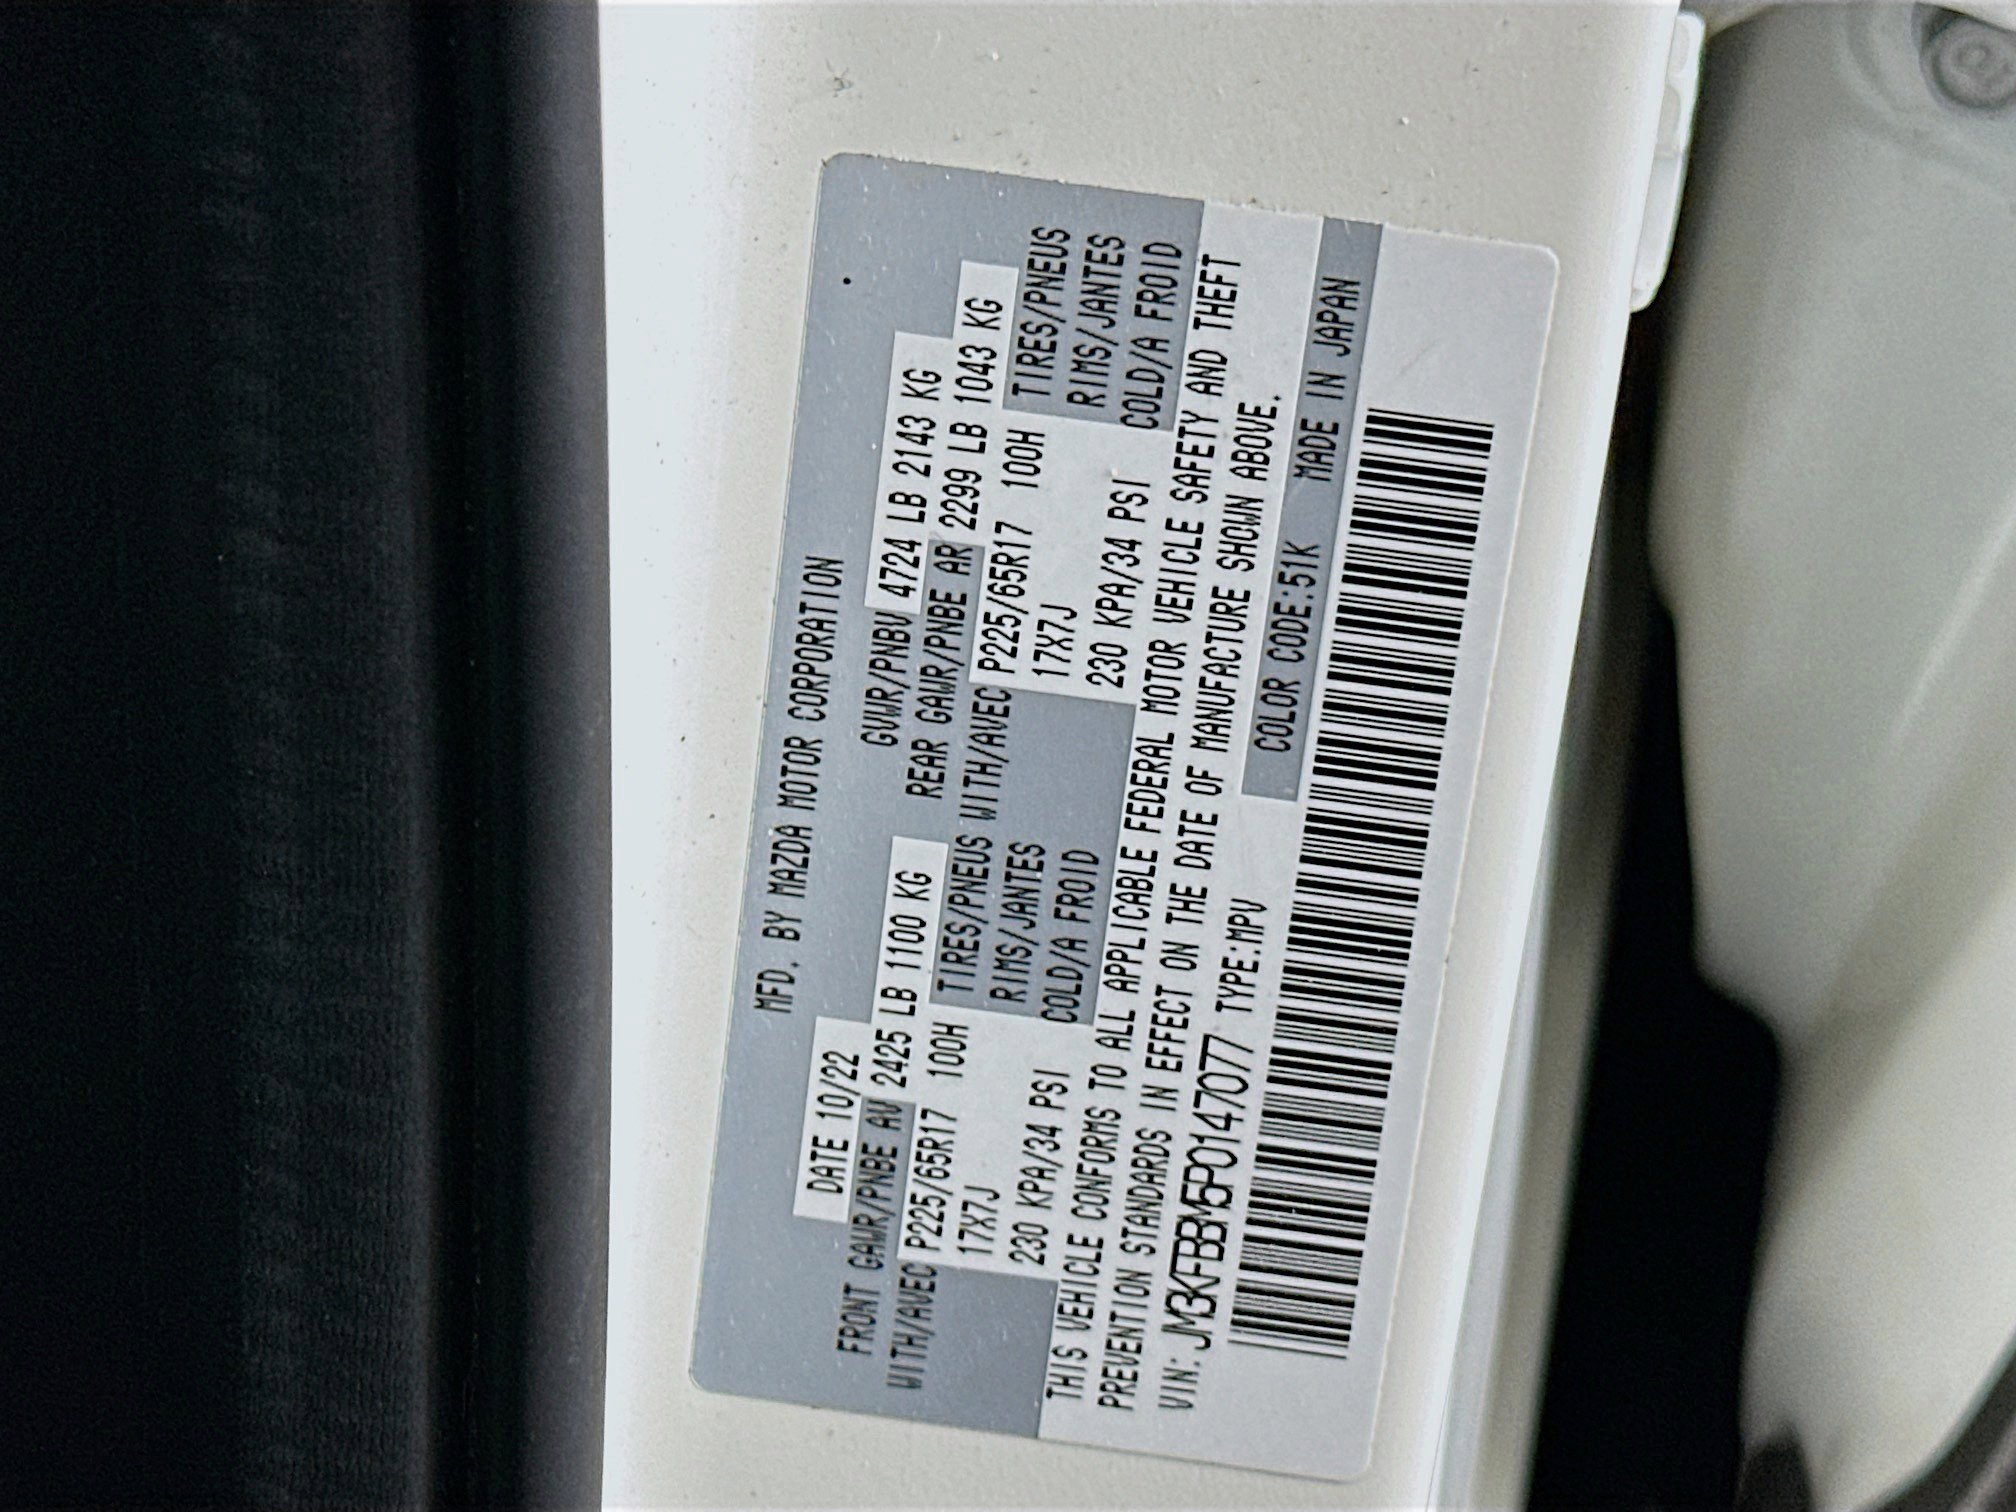 MFD. BY MAZDA MOTOR CORPORATION
DATE 10/22 GVWR/PNBV 4724 LB 2143 KG
FRONT GAWR/PNBE AV 2425 LB 1100 KG REAR GAWR/PNBE AR 2299 LB 1043 KG
WITH/AVEC P225/65R17 100H TIRES/PNEUS WITH/AVEC P225/65R17 100H TIRES/PNEUS
17X7J RIMS/JANTES 17X7J RIMS/JANTES
230 KPA/34 PSI COLD/A FROID 230 KPA/34 PSI COLD/A FROID
THIS VEHICLE CONFORMS TO ALL APPLICABLE FEDERAL MOTOR VEHICLE SAFETY AND THEFT
PREVENTION STANDARDS IN EFFECT ON THE DATE OF MANUFACTURE SHOWN ABOVE.
VIN: JM3KFBBM5P0147077 TYPE:MPV COLOR CODE:51K MADE IN JAPAN